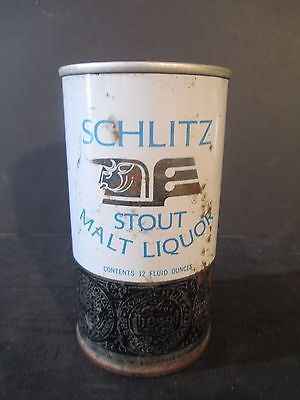 SCHLITZ
®
STOUT
MALT LIQUOR
CONTENTS 12 FLUID OUNCES